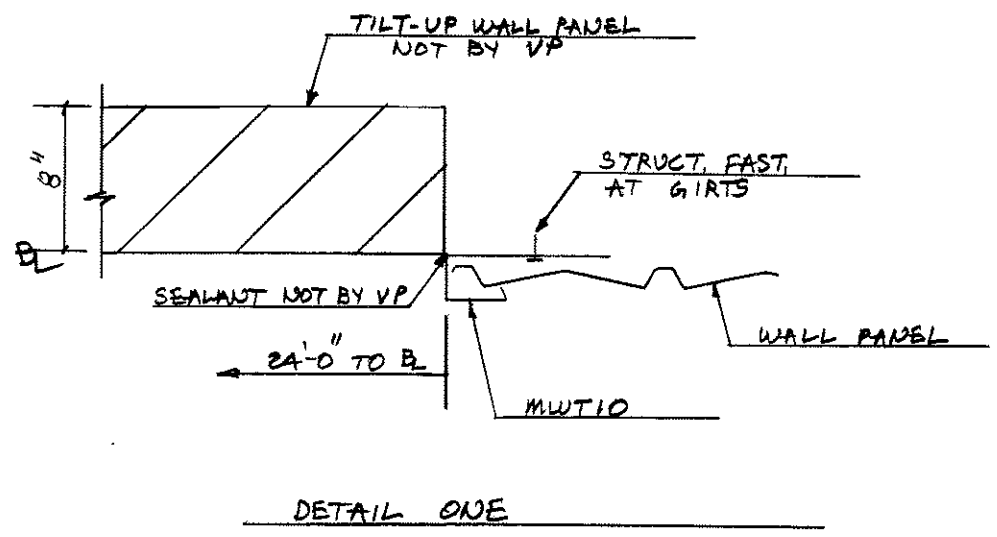 TILT-UP WALL PANEL
NOT BY VP
8"
STRUCT. FAST.
AT GIRTS
BL
SEALANT NOT BY VP
WALL PANEL
24'-0" TO BL
MWT10
DETAIL ONE